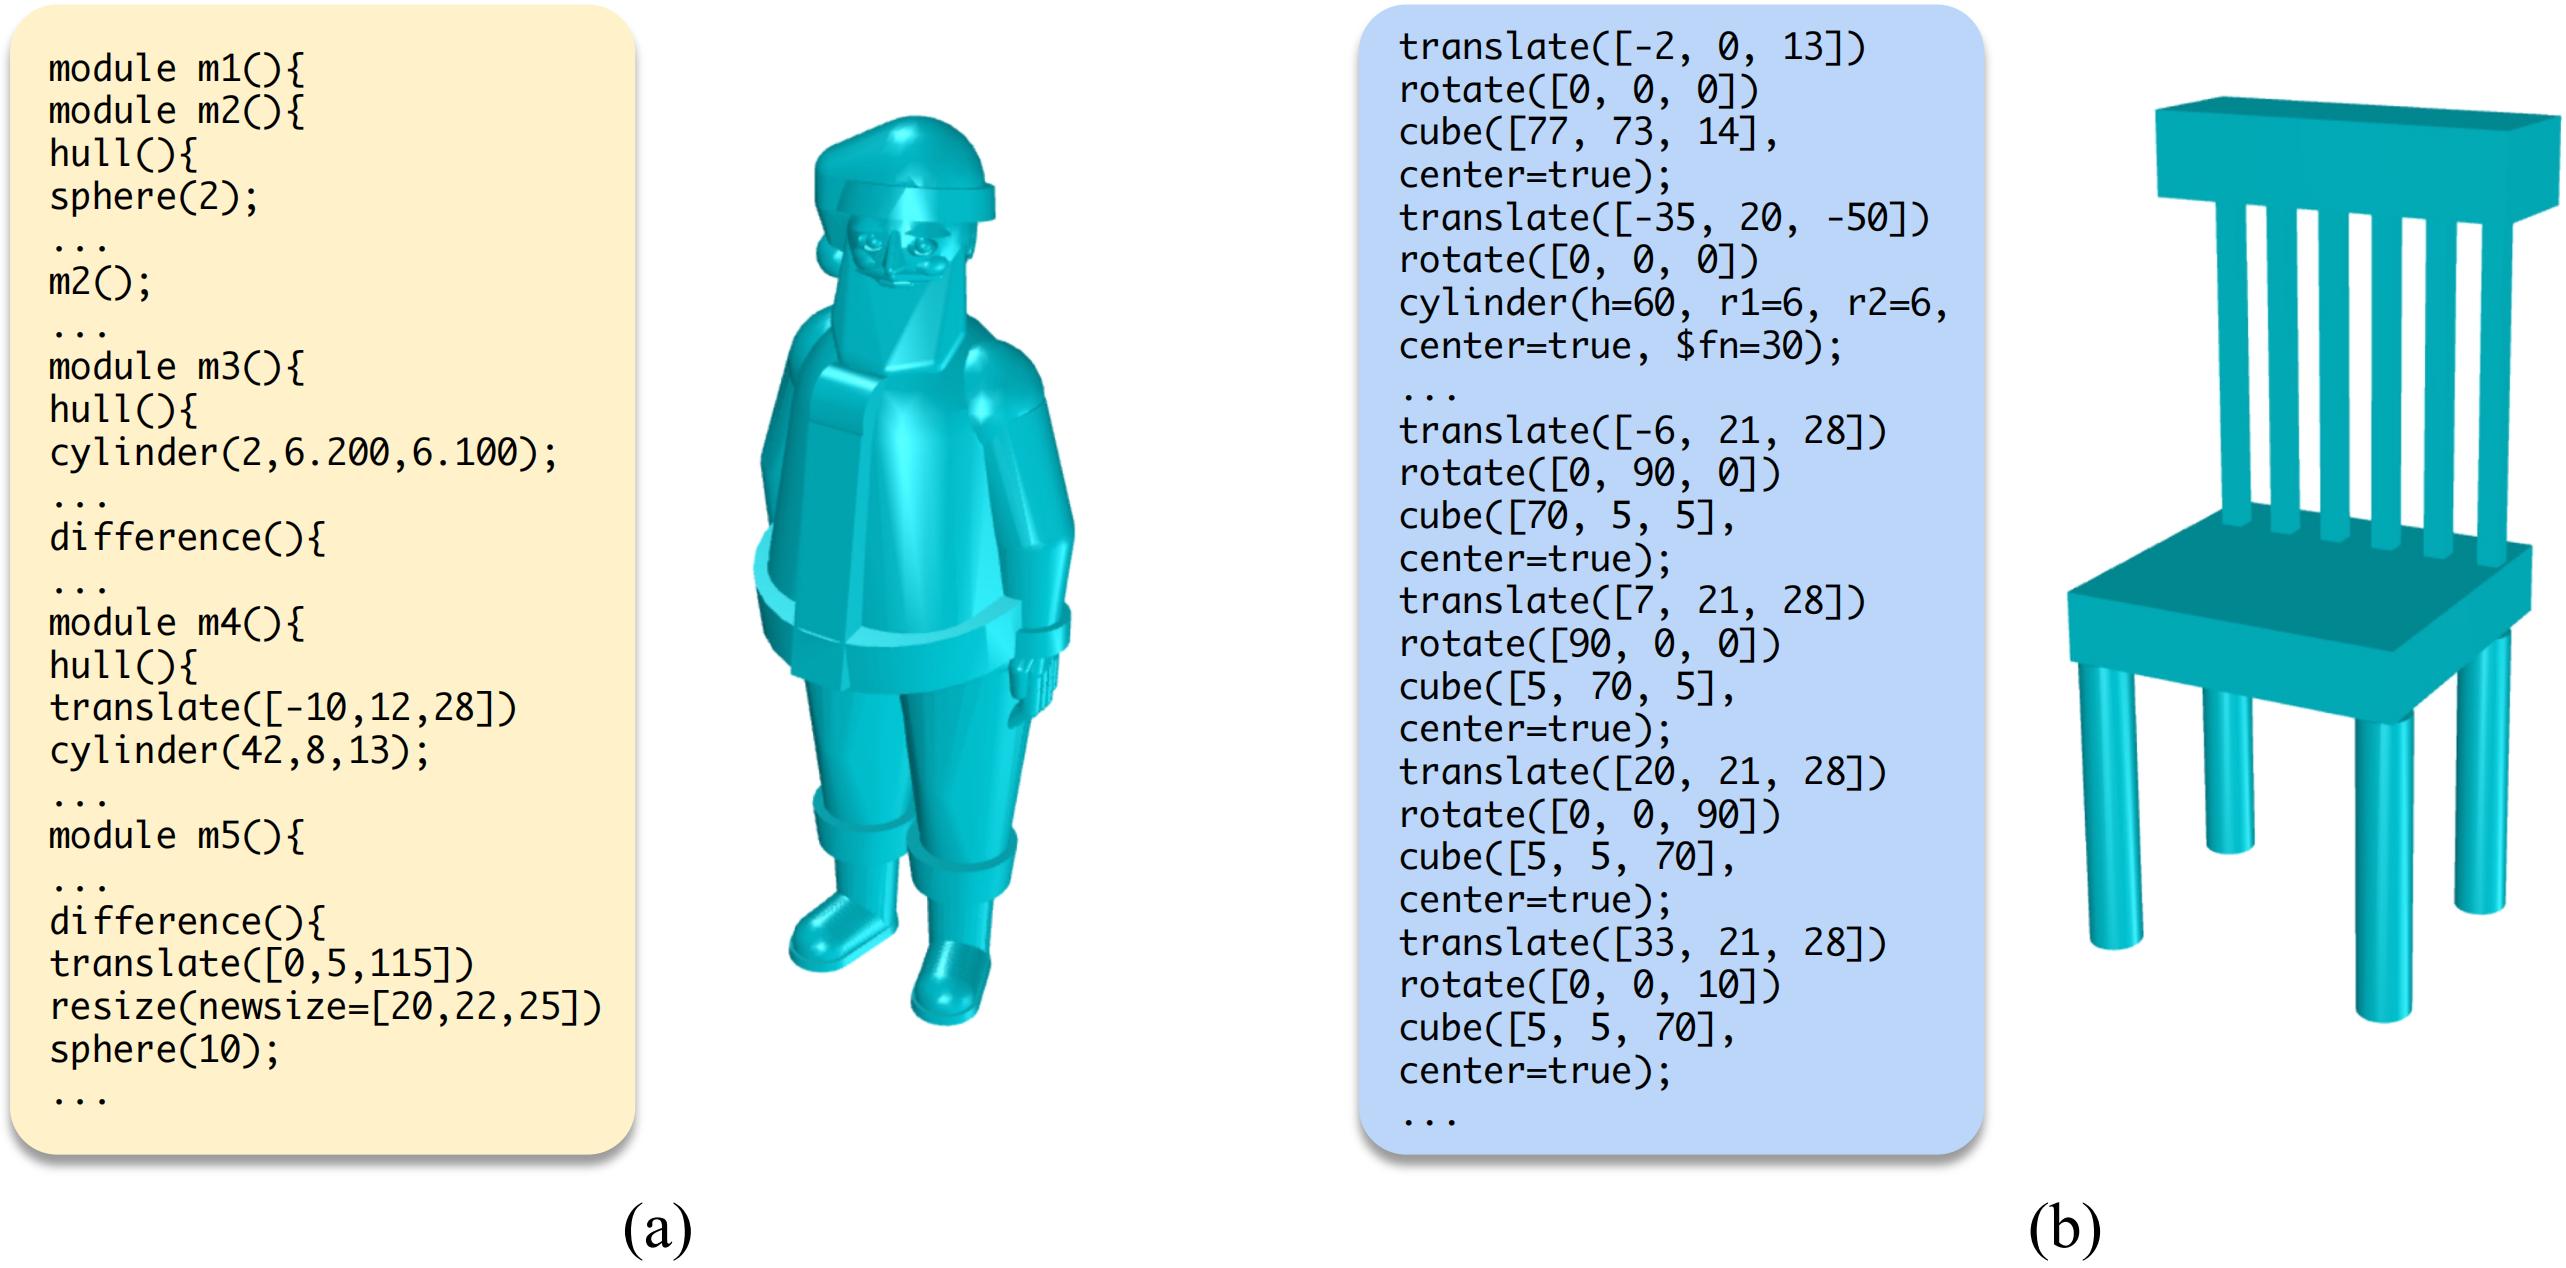 module m1(){
module m2(){
hull(){
sphere(2);
...
m2();
...
module m3(){
hull(){
cylinder(2,6.200,6.100);
...
difference(){
...
module m4(){
hull(){
translate([-10,12,28])
cylinder(42,8,13);
...
module m5(){
...
difference(){
translate([0,5,115])
resize(newsize=[20,22,25])
sphere(10);
...
(a)
translate([-2, 0, 13])
rotate([0, 0, 0])
cube([77, 73, 14],
center=true);
translate([-35, 20, -50])
rotate([0, 0, 0])
cylinder(h=60, r1=6, r2=6,
center=true, $fn=30);
...
translate([-6, 21, 28])
rotate([0, 90, 0])
cube([70, 5, 5],
center=true);
translate([7, 21, 28])
rotate([90, 0, 0])
cube([5, 70, 5],
center=true);
translate([20, 21, 28])
rotate([0, 0, 90])
cube([5, 5, 70],
center=true);
translate([33, 21, 28])
rotate([0, 0, 10])
cube([5, 5, 70],
center=true);
...
(b)